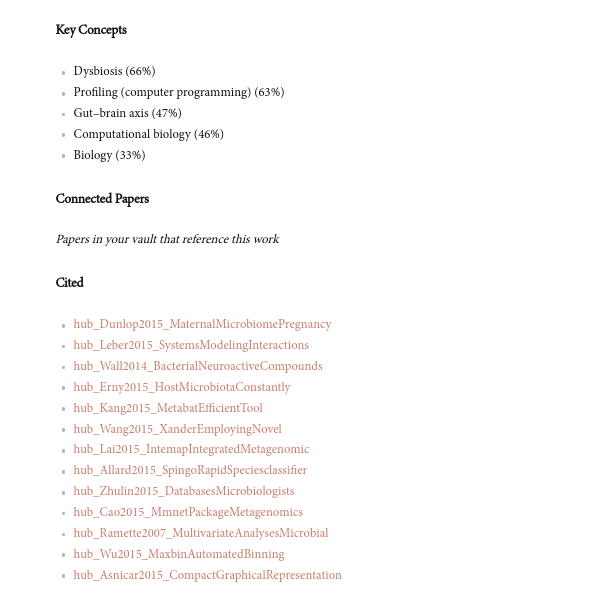 Key Concepts
Dysbiosis (66%)
Profiling (computer programming) (63%)
Gut–brain axis (47%)
Computational biology (46%)
Biology (33%)
Connected Papers
Papers in your vault that reference this work
Cited
hub_Dunlop2015_MaternalMicrobiomePregnancy
hub_Leber2015_SystemsModelingInteractions
hub_Wall2014_BacterialNeuroactiveCompounds
hub_Erny2015_HostMicrobiotaConstantly
hub_Kang2015_MetabatEfficientTool
hub_Wang2015_XanderEmployingNovel
hub_Lai2015_IntemapIntegratedMetagenomic
hub_Allard2015_SpingoRapidSpeciesclassifier
hub_Zhulin2015_DatabasesMicrobiologists
hub_Cao2015_MmnetPackageMetagenomics
hub_Ramette2007_MultivariateAnalysesMicrobial
hub_Wu2015_MaxbinAutomatedBinning
hub_Asnicar2015_CompactGraphicalRepresentation